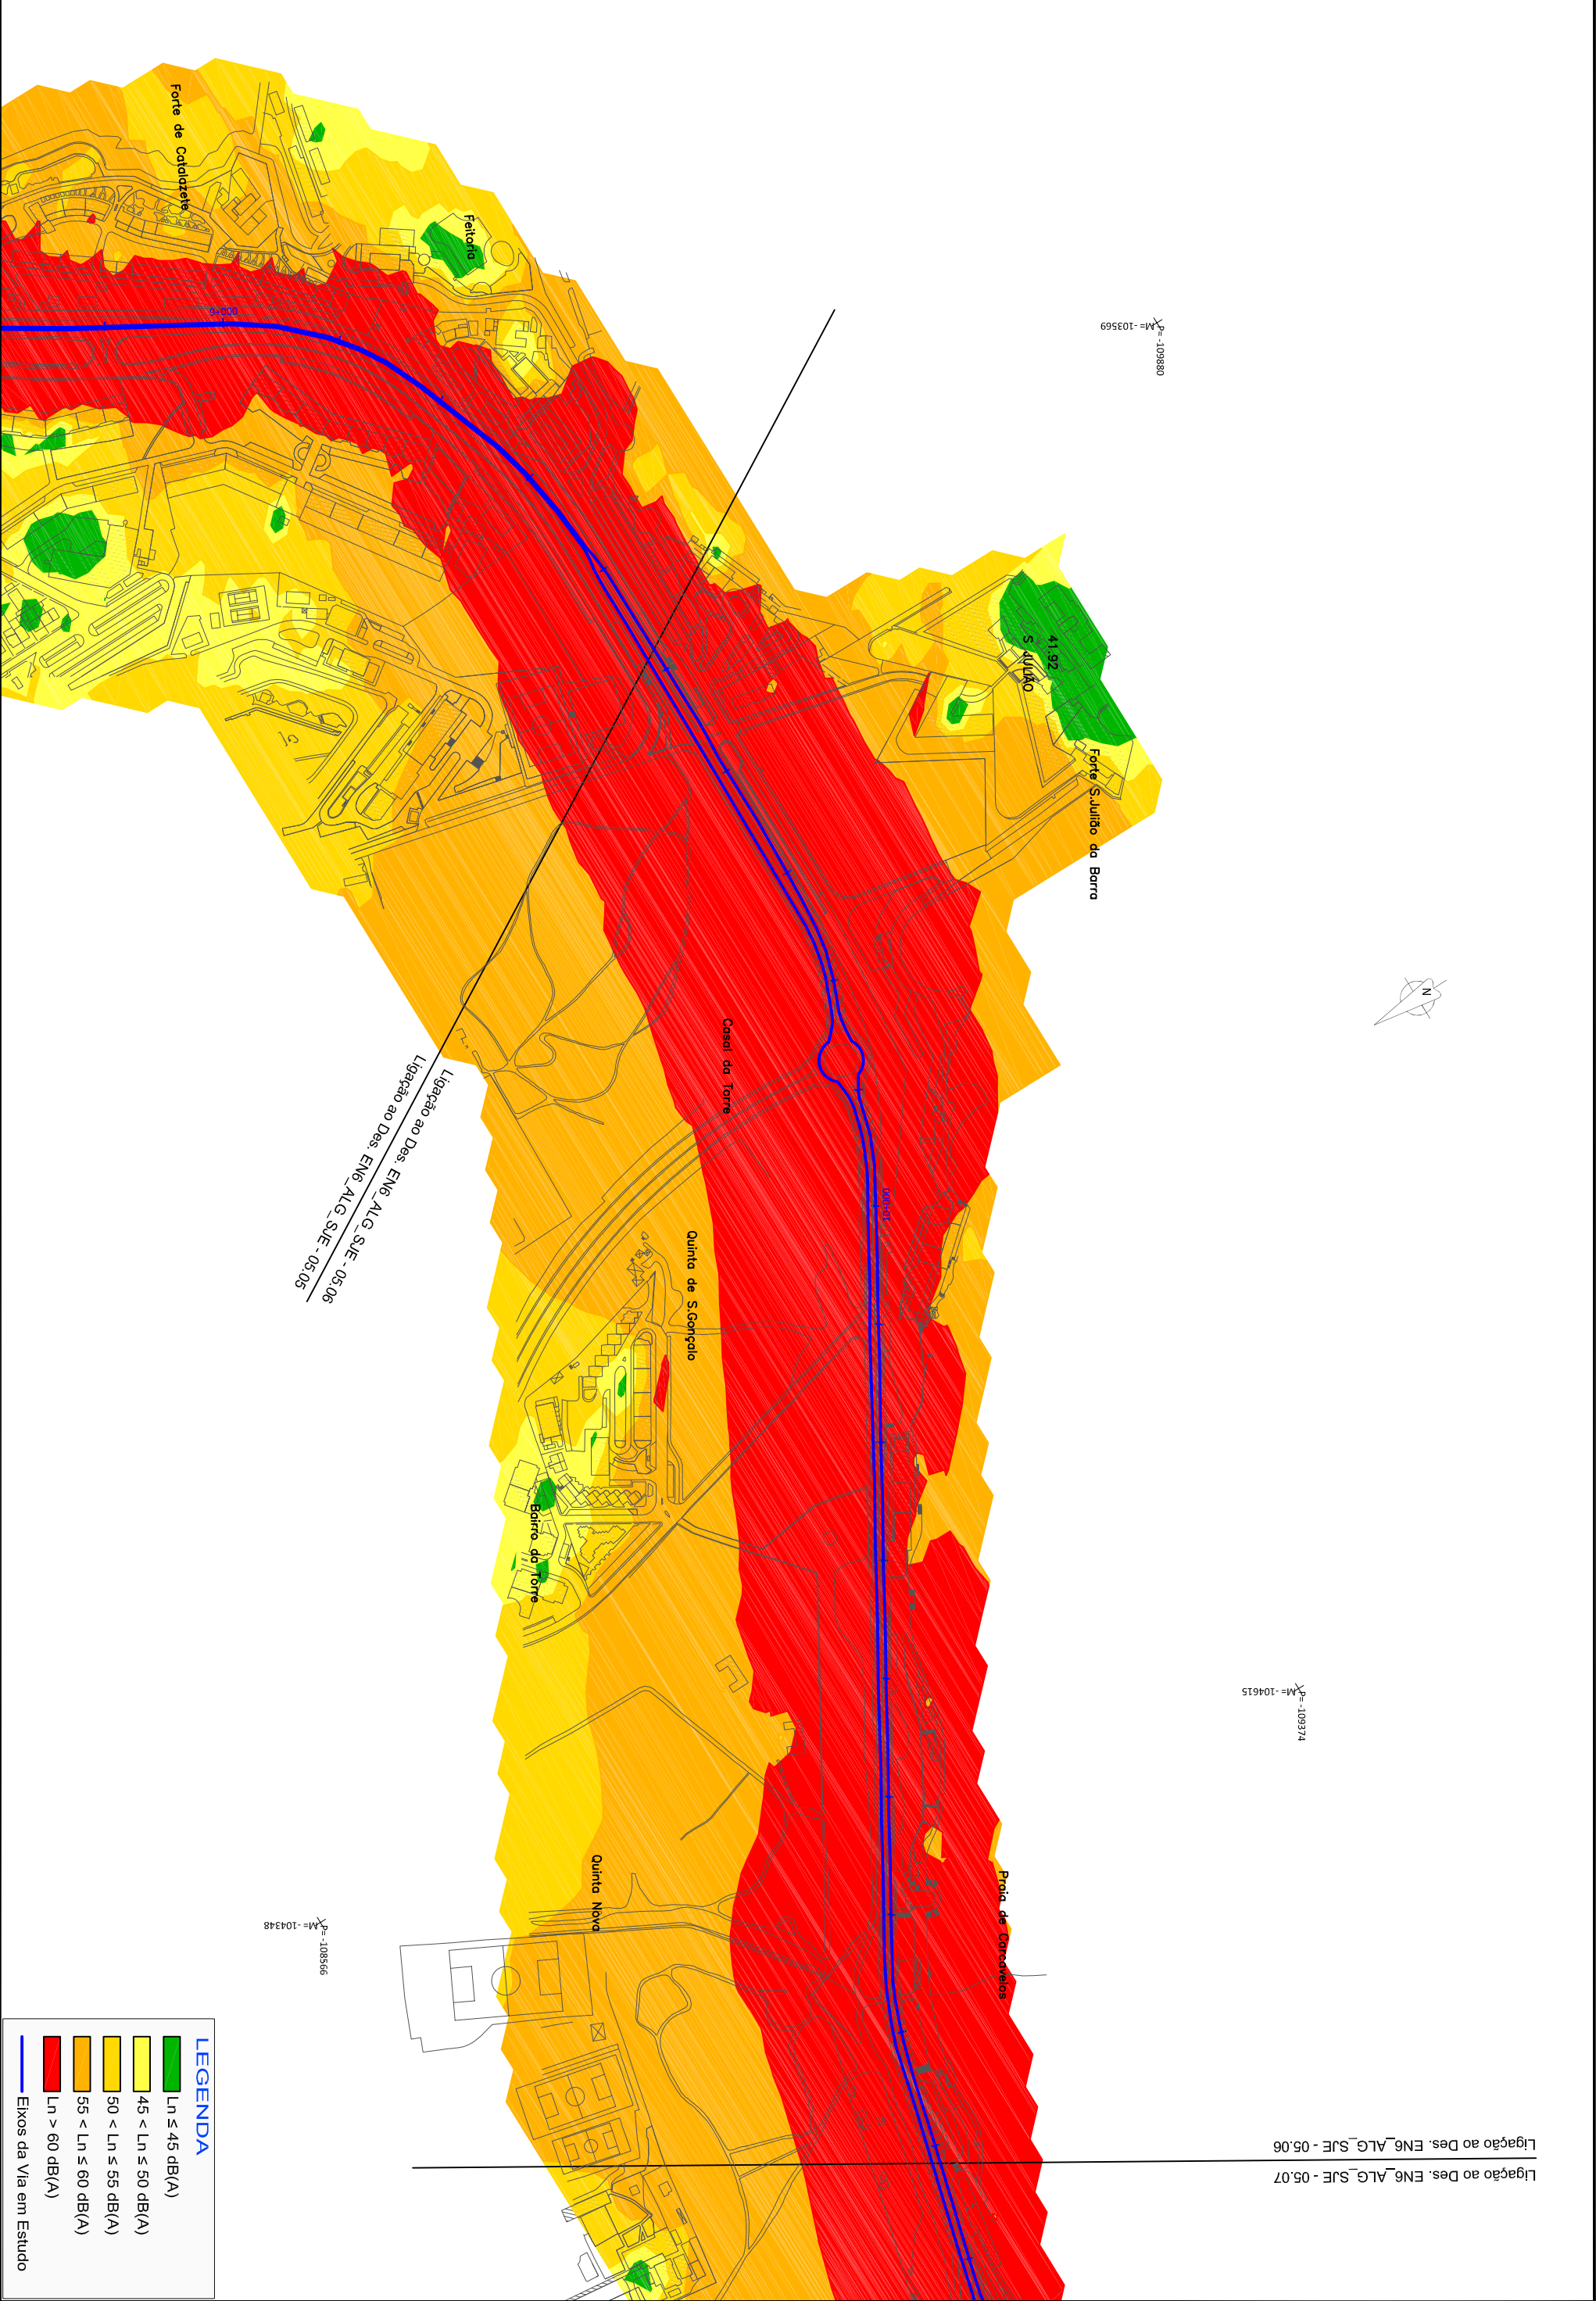 Forte de Catalazete
Feitoria
9+000
M= -103569
P= -109880
41.92
S. JULIÃO
Forte S.Julião da Barra
N
Casal da Torre
Ligação ao Des. EN6_ALG_SJE - 05.06
Ligação ao Des. EN6_ALG_SJE - 05.05
10+000
Quinta de S.Gonçalo
Bairro da Torre
M= -104615
P= -109374
Quinta Nova
Praia de Carcavelos
M= -104348
P= -108566
Ligação ao Des. EN6_ALG_SJE - 05.06
Ligação ao Des. EN6_ALG_SJE - 05.07
LEGENDA
Ln ≤ 45 dB(A)
45 < Ln ≤ 50 dB(A)
50 < Ln ≤ 55 dB(A)
55 < Ln ≤ 60 dB(A)
Ln > 60 dB(A)
Eixos da Via em Estudo